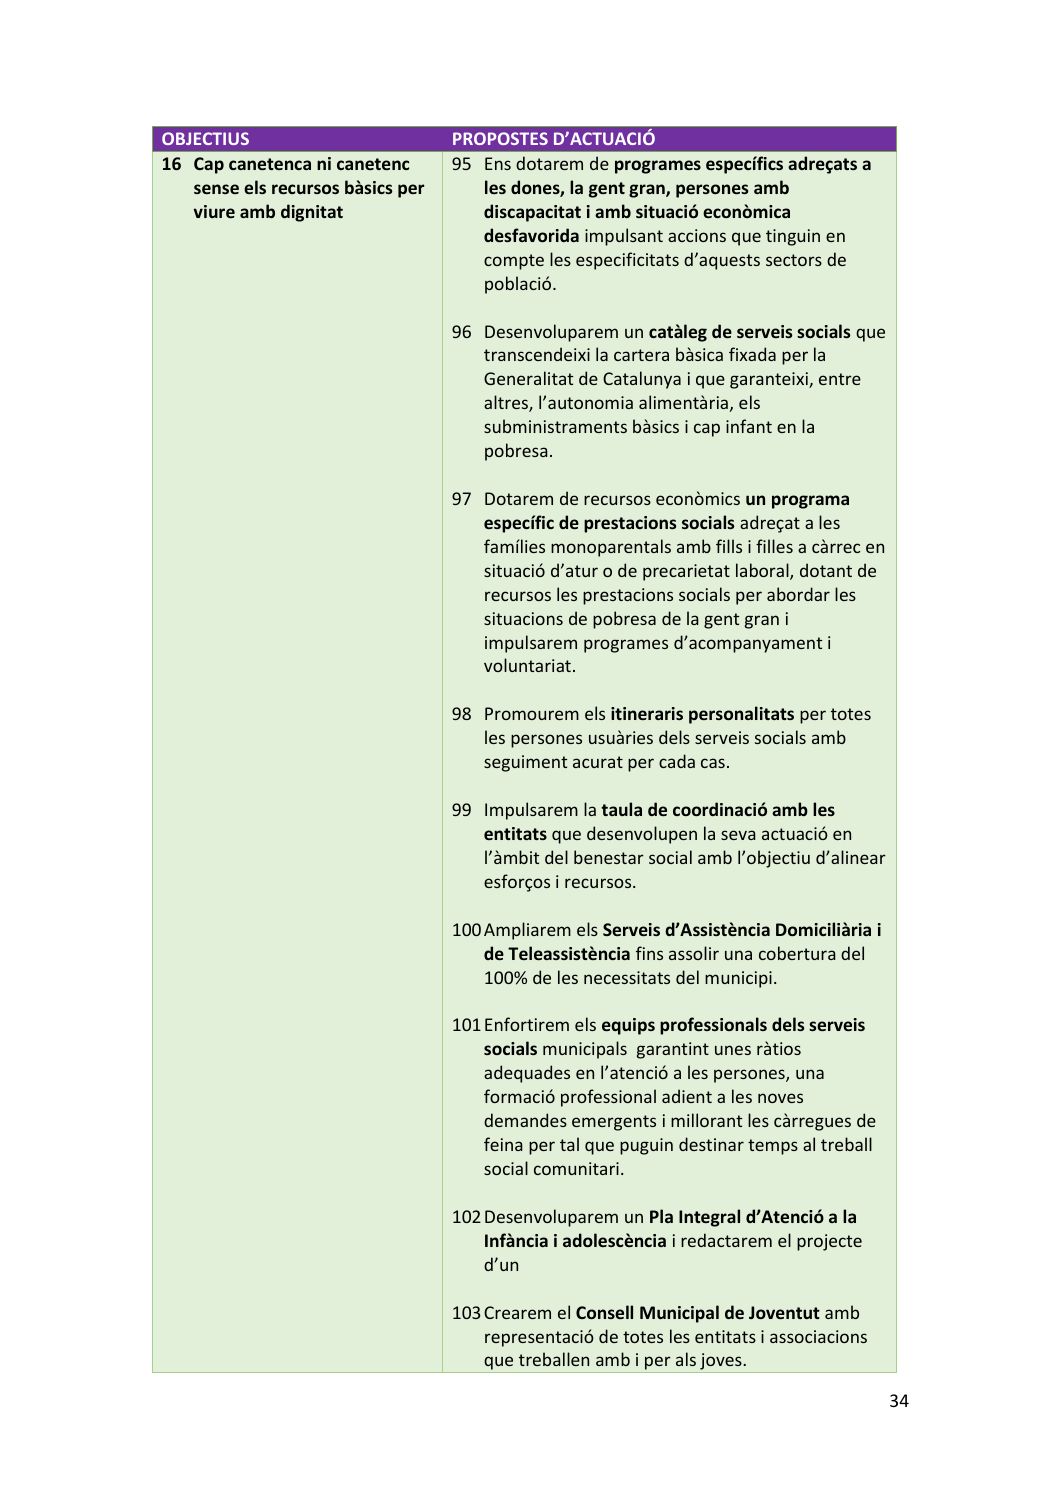 OBJECTIUS PROPOSTES D’ACTUACIÓ
16 Cap canetenca ni canetenc
sense els recursos bàsics per
viure amb dignitat
95 Ens dotarem de programes específics adreçats a
les dones, la gent gran, persones amb
discapacitat i amb situació econòmica
desfavorida impulsant accions que tinguin en
compte les especificitats d’aquests sectors de
població.
96 Desenvoluparem un catàleg de serveis socials que
transcendeixi la cartera bàsica fixada per la
Generalitat de Catalunya i que garanteixi, entre
altres, l’autonomia alimentària, els
subministraments bàsics i cap infant en la
pobresa.
97 Dotarem de recursos econòmics un programa
específic de prestacions socials adreçat a les
famílies monoparentals amb fills i filles a càrrec en
situació d’atur o de precarietat laboral, dotant de
recursos les prestacions socials per abordar les
situacions de pobresa de la gent gran i
impulsarem programes d’acompanyament i
voluntariat.
98 Promourem els itineraris personalitats per totes
les persones usuàries dels serveis socials amb
seguiment acurat per cada cas.
99 Impulsarem la taula de coordinació amb les
entitats que desenvolupen la seva actuació en
l’àmbit del benestar social amb l’objectiu d’alinear
esforços i recursos.
100 Ampliarem els Serveis d’Assistència Domiciliària i
de Teleassistència fins assolir una cobertura del
100% de les necessitats del municipi.
101 Enfortirem els equips professionals dels serveis
socials municipals  garantint unes ràtios
adequades en l’atenció a les persones, una
formació professional adient a les noves
demandes emergents i millorant les càrregues de
feina per tal que puguin destinar temps al treball
social comunitari.
102 Desenvoluparem un Pla Integral d’Atenció a la
Infància i adolescència i redactarem el projecte
d’un
103 Crearem el Consell Municipal de Joventut amb
representació de totes les entitats i associacions
que treballen amb i per als joves.
34